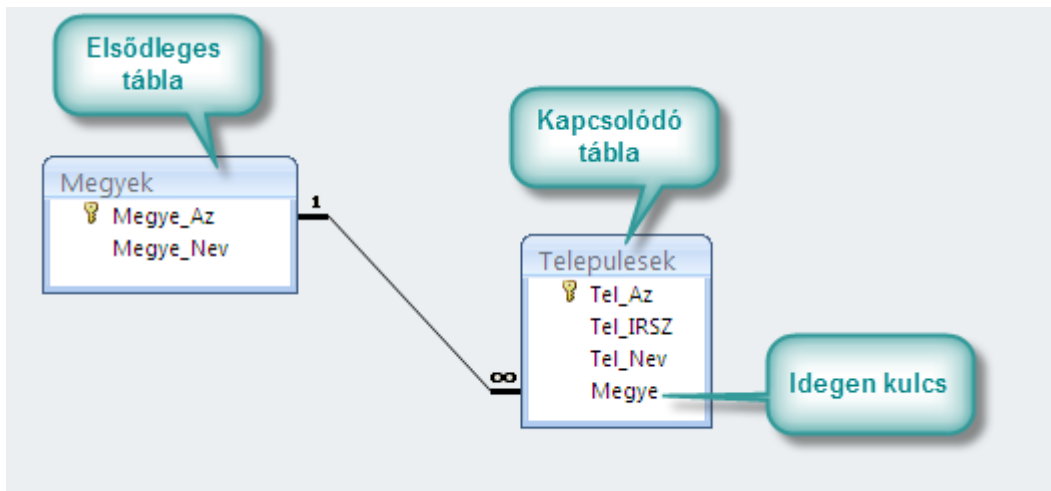 Elsődleges
tábla
Megyek
Megye_Az
Megye_Nev
1
∞
Kapcsolódó
tábla
Telepulesek
Tel_Az
Tel_IRSZ
Tel_Nev
Megye
Idegen kulcs